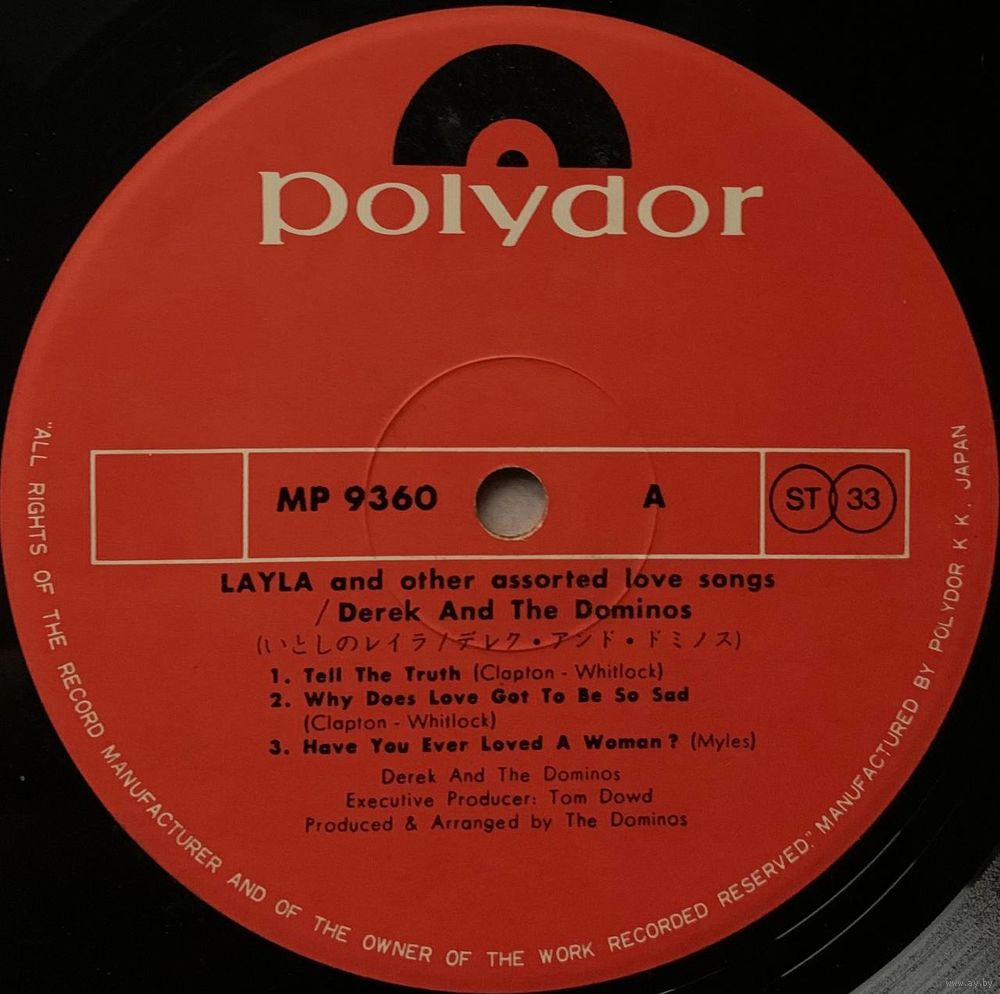 polydor
MP 9360 A ST 33
LAYLA and other assorted love songs
/Derek And The Dominos
(いとしのレイラ/デレク・アンド・ドミノス)
1. Tell The Truth (Clapton - Whitlock)
2. Why Does Love Got To Be So Sad
(Clapton - Whitlock)
3. Have You Ever Loved A Woman? (Myles)
Derek And The Dominos
Executive Producer: Tom Dowd
Produced & Arranged by The Dominos
"ALL RIGHTS OF THE RECORD MANUFACTURER AND OF THE OWNER OF THE WORK RECORDED RESERVED." MANUFACTURED BY POLYDOR K K. JAPAN
www.ay.by